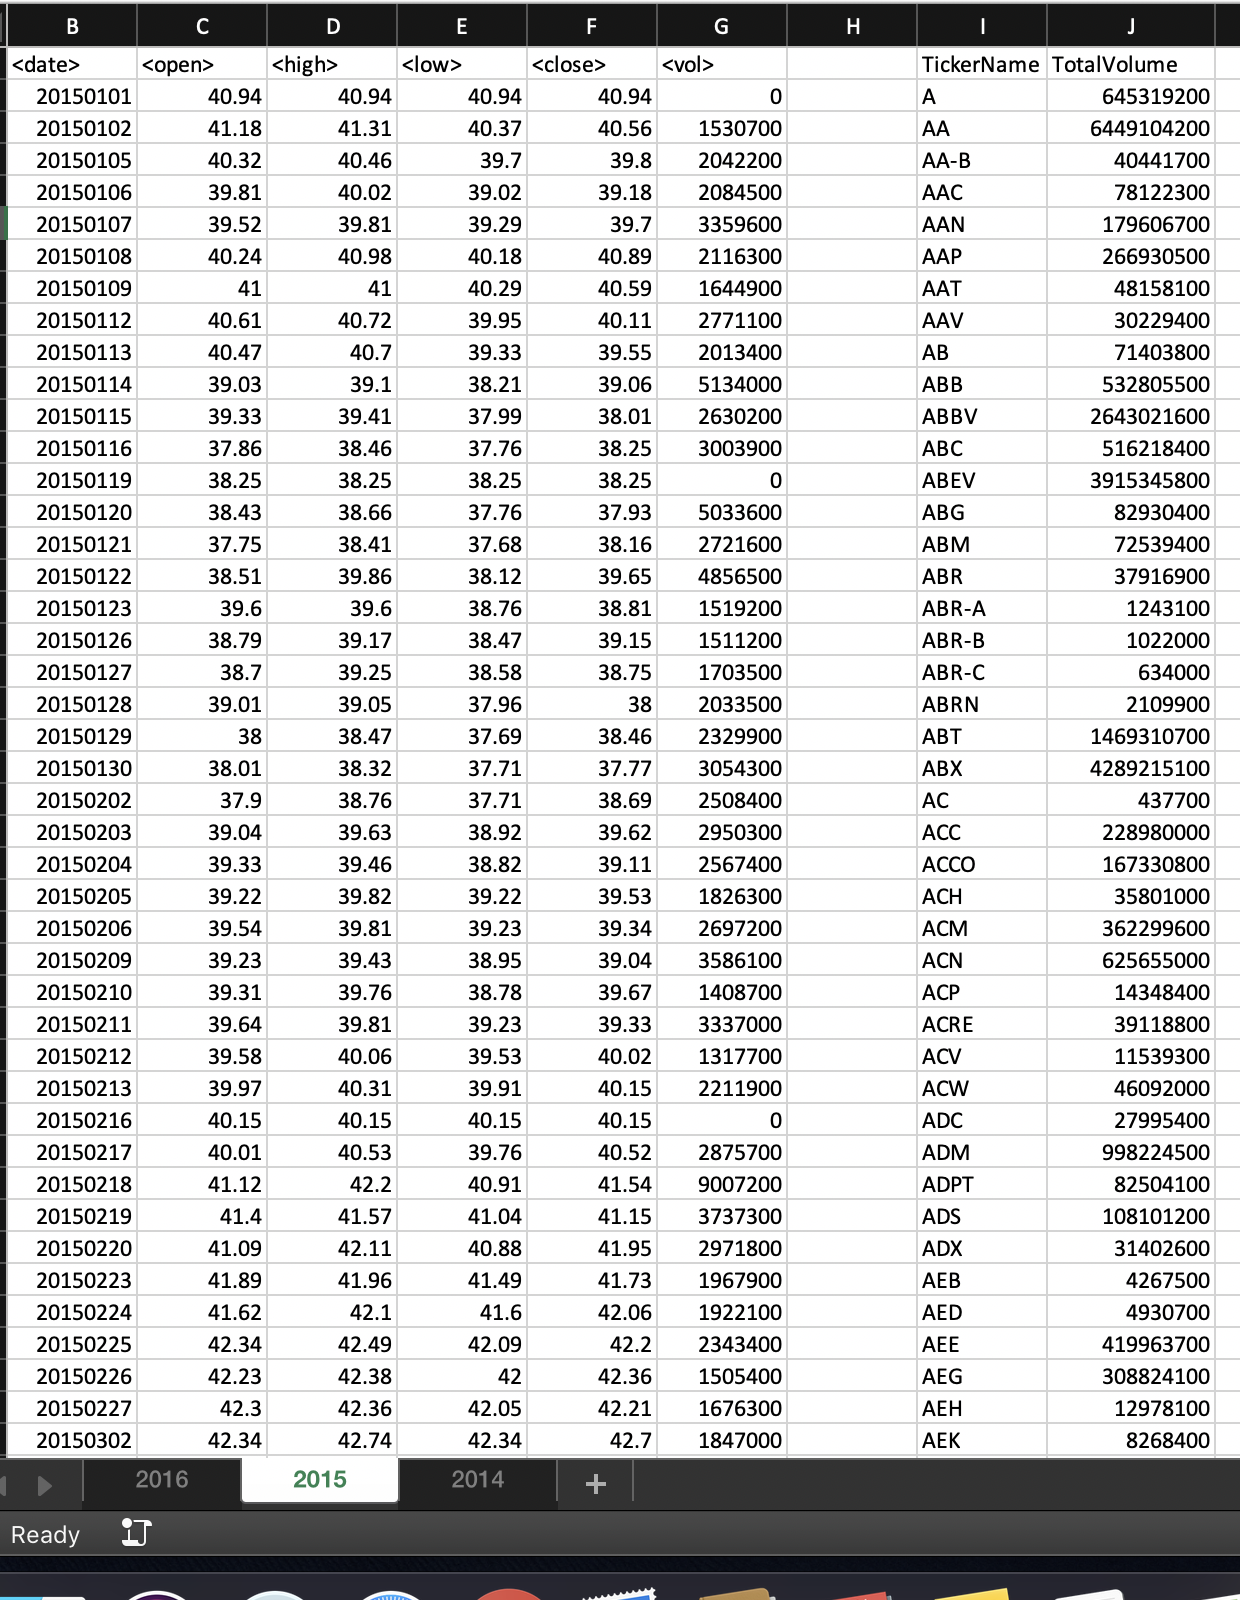 B C D E F G H I J
<date> <open> <high> <low> <close> <vol> TickerName TotalVolume
20150101 40.94 40.94 40.94 40.94 0 A 645319200
20150102 41.18 41.31 40.37 40.56 1530700 AA 6449104200
20150105 40.32 40.46 39.7 39.8 2042200 AA-B 40441700
20150106 39.81 40.02 39.02 39.18 2084500 AAC 78122300
20150107 39.52 39.81 39.29 39.7 3359600 AAN 179606700
20150108 40.24 40.98 40.18 40.89 2116300 AAP 266930500
20150109 41 41 40.29 40.59 1644900 AAT 48158100
20150112 40.61 40.72 39.95 40.11 2771100 AAV 30229400
20150113 40.47 40.7 39.33 39.55 2013400 AB 71403800
20150114 39.03 39.1 38.21 39.06 5134000 ABB 532805500
20150115 39.33 39.41 37.99 38.01 2630200 ABBV 2643021600
20150116 37.86 38.46 37.76 38.25 3003900 ABC 516218400
20150119 38.25 38.25 38.25 38.25 0 ABEV 3915345800
20150120 38.43 38.66 37.76 37.93 5033600 ABG 82930400
20150121 37.75 38.41 37.68 38.16 2721600 ABM 72539400
20150122 38.51 39.86 38.12 39.65 4856500 ABR 37916900
20150123 39.6 39.6 38.76 38.81 1519200 ABR-A 1243100
20150126 38.79 39.17 38.47 39.15 1511200 ABR-B 1022000
20150127 38.7 39.25 38.58 38.75 1703500 ABR-C 634000
20150128 39.01 39.05 37.96 38 2033500 ABRN 2109900
20150129 38 38.47 37.69 38.46 2329900 ABT 1469310700
20150130 38.01 38.32 37.71 37.77 3054300 ABX 4289215100
20150202 37.9 38.76 37.71 38.69 2508400 AC 437700
20150203 39.04 39.63 38.92 39.62 2950300 ACC 228980000
20150204 39.33 39.46 38.82 39.11 2567400 ACCO 167330800
20150205 39.22 39.82 39.22 39.53 1826300 ACH 35801000
20150206 39.54 39.81 39.23 39.34 2697200 ACM 362299600
20150209 39.23 39.43 38.95 39.04 3586100 ACN 625655000
20150210 39.31 39.76 38.78 39.67 1408700 ACP 14348400
20150211 39.64 39.81 39.23 39.33 3337000 ACRE 39118800
20150212 39.58 40.06 39.53 40.02 1317700 ACV 11539300
20150213 39.97 40.31 39.91 40.15 2211900 ACW 46092000
20150216 40.15 40.15 40.15 40.15 0 ADC 27995400
20150217 40.01 40.53 39.76 40.52 2875700 ADM 998224500
20150218 41.12 42.2 40.91 41.54 9007200 ADPT 82504100
20150219 41.4 41.57 41.04 41.15 3737300 ADS 108101200
20150220 41.09 42.11 40.88 41.95 2971800 ADX 31402600
20150223 41.89 41.96 41.49 41.73 1967900 AEB 4267500
20150224 41.62 42.1 41.6 42.06 1922100 AED 4930700
20150225 42.34 42.49 42.09 42.2 2343400 AEE 419963700
20150226 42.23 42.38 42 42.36 1505400 AEG 308824100
20150227 42.3 42.36 42.05 42.21 1676300 AEH 12978100
20150302 42.34 42.74 42.34 42.7 1847000 AEK 8268400
2016 2015 2014 +
Ready